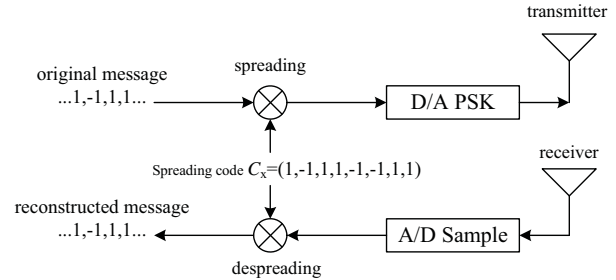 transmitter
original message
...1,-1,1,1...
spreading
D/A PSK
Spreading code Cx=(1,-1,1,1,-1,-1,1,1)
receiver
reconstructed message
...1,-1,1,1...
despreading
A/D Sample